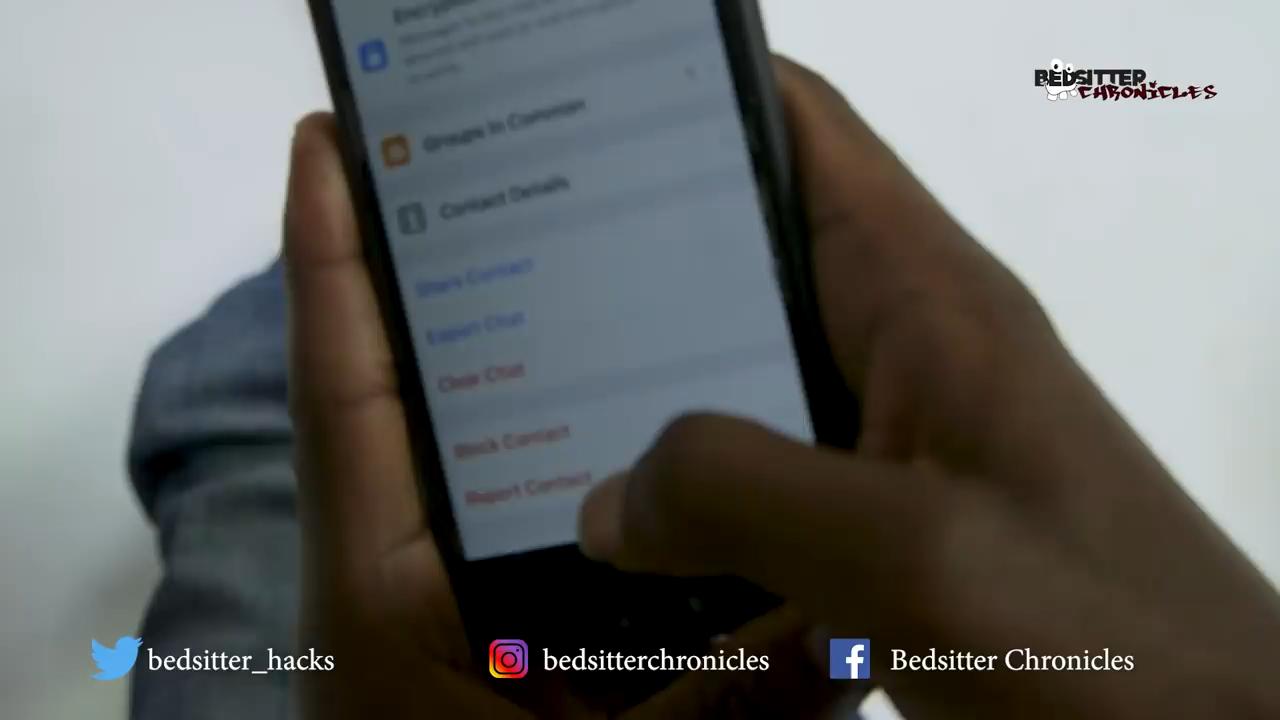 BEDSITTER
CHRONICLES
Groups In Common
Contact Details
Share Contact
Export Chat
Clear Chat
Block Contact
Report Contact
bedsitter_hacks
bedsitterchronicles
Bedsitter Chronicles